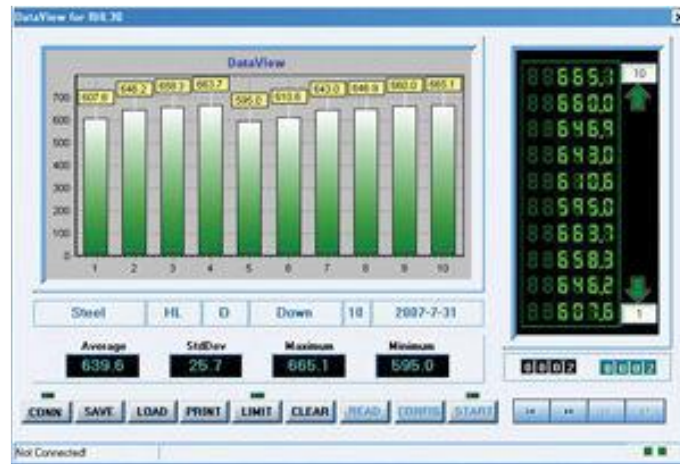 DataView for RHL30
DataView
607.6 646.2 658.3 663.7 595.0 610.6 643.0 646.9 660.0 665.1
700
600
500
400
300
200
100
0
1 2 3 4 5 6 7 8 9 10
665.1 10
660.0
646.9
643.0
610.6
595.0
663.7
658.3
646.2
607.6 1
Steel HL D Down 10 2007-7-31
Average StdDev Maximum Minimum
639.6 25.7 665.1 595.0
0002 0002
CONN SAVE LOAD PRINT LIMIT CLEAR READ CONFIG START
Not Connected!